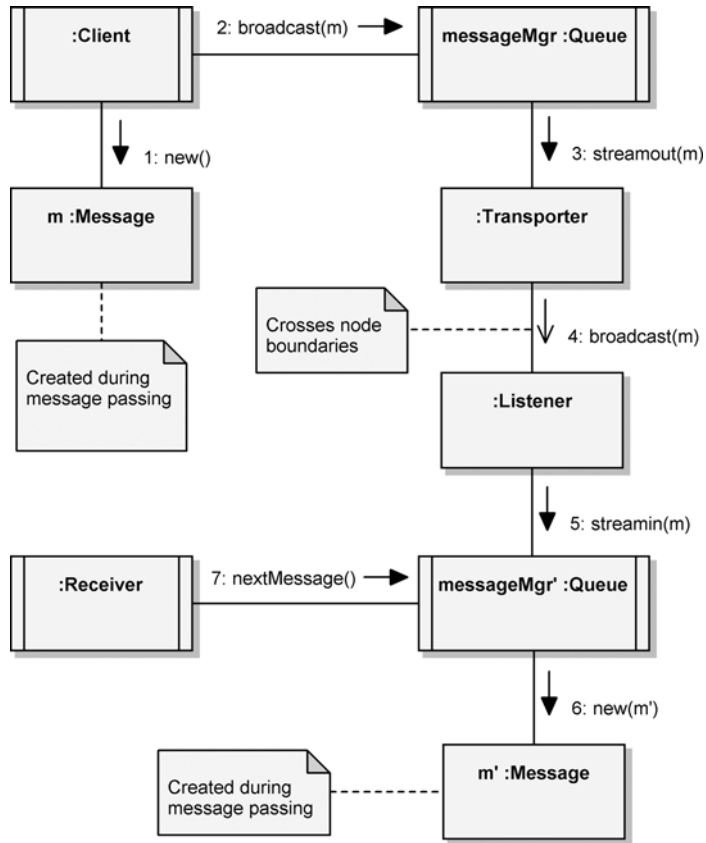 :Client
2: broadcast(m)
messageMgr :Queue
1: new()
3: streamout(m)
m :Message
:Transporter
Crosses node
boundaries
4: broadcast(m)
Created during
message passing
:Listener
5: streamin(m)
:Receiver
7: nextMessage()
messageMgr' :Queue
6: new(m')
Created during
message passing
m' :Message